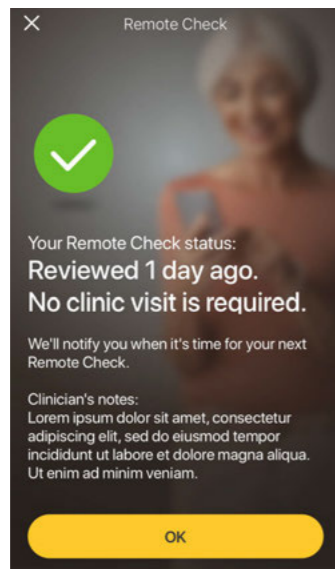 Remote Check
Your Remote Check status:
Reviewed 1 day ago.
No clinic visit is required.
We'll notify you when it's time for your next
Remote Check.
Clinician's notes:
Lorem ipsum dolor sit amet, consectetur
adipiscing elit, sed do eiusmod tempor
incididunt ut labore et dolore magna aliqua.
Ut enim ad minim veniam.
OK